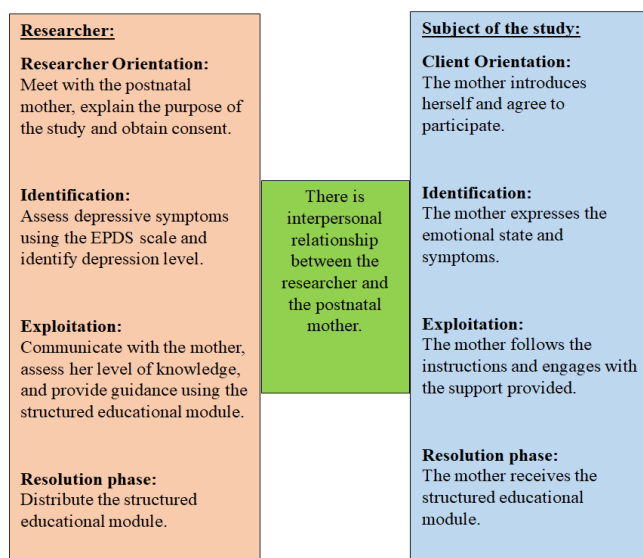 Researcher:
Researcher Orientation:
Meet with the postnatal
mother, explain the purpose of
the study and obtain consent.
Identification:
Assess depressive symptoms
using the EPDS scale and
identify depression level.
Exploitation:
Communicate with the mother,
assess her level of knowledge,
and provide guidance using the
structured educational module.
Resolution phase:
Distribute the structured
educational module.
There is
interpersonal
relationship
between the
researcher and
the postnatal
mother.
Subject of the study:
Client Orientation:
The mother introduces
herself and agree to
participate.
Identification:
The mother expresses the
emotional state and
symptoms.
Exploitation:
The mother follows the
instructions and engages with
the support provided.
Resolution phase:
The mother receives the
structured educational
module.